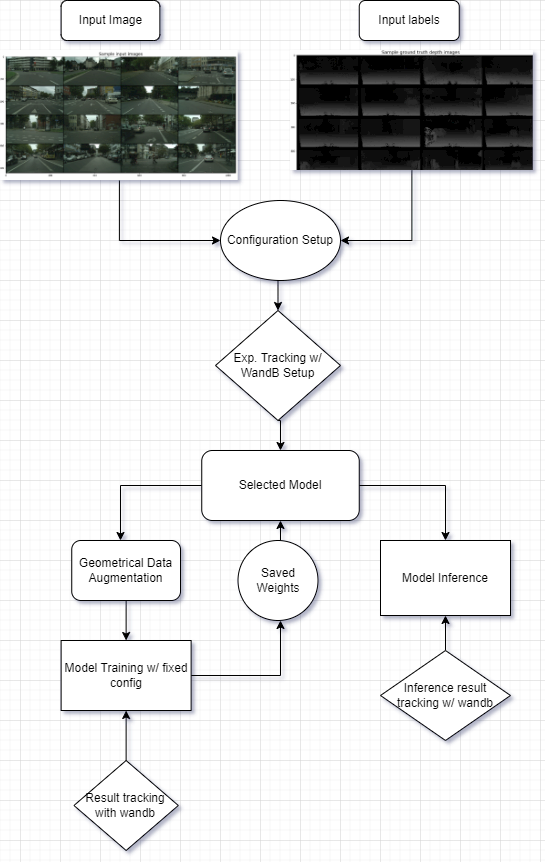 Input Image
Input labels
Sample input images
Sample ground truth depth images
Configuration Setup
Exp. Tracking w/
WandB Setup
Selected Model
Geometrical Data
Augmentation
Saved
Weights
Model Inference
Model Training w/ fixed
config
Inference result
tracking w/ wandb
Result tracking
with wandb